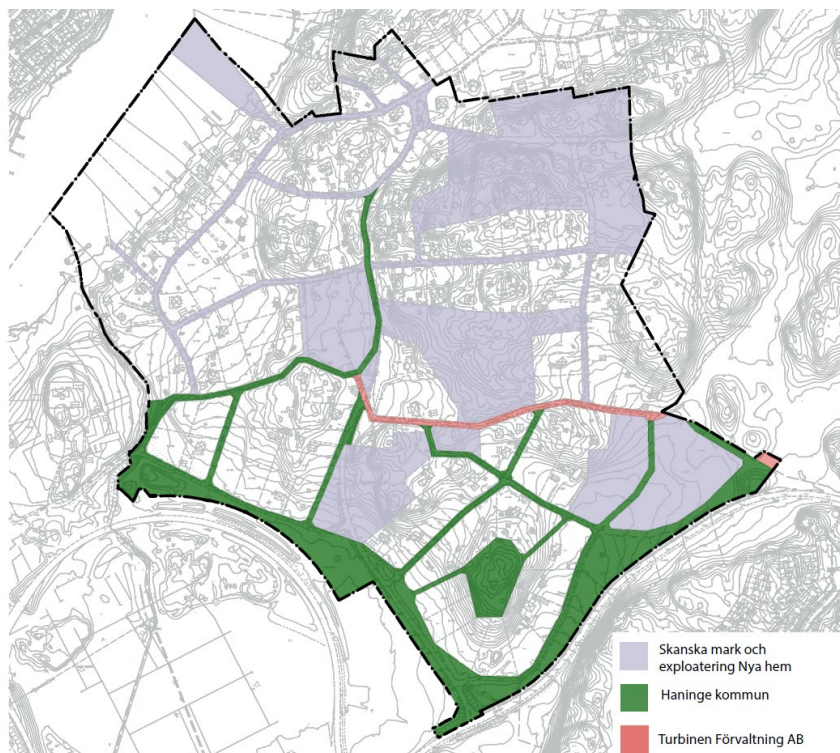 Skanska mark och
exploatering Nya hem
Haninge kommun
Turbinen Förvaltning AB